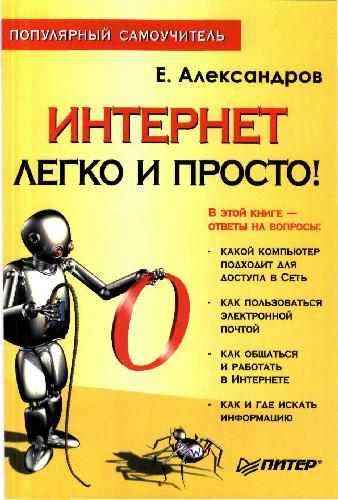 ПОПУЛЯРНЫЙ САМОУЧИТЕЛЬ
Е. Александров
ИНТЕРНЕТ
ЛЕГКО И ПРОСТО!
В ЭТОЙ КНИГЕ —
ОТВЕТЫ НА ВОПРОСЫ:
- КАКОЙ КОМПЬЮТЕР
ПОДХОДИТ ДЛЯ
ДОСТУПА В СЕТЬ
- КАК ПОЛЬЗОВАТЬСЯ
ЭЛЕКТРОННОЙ
ПОЧТОЙ
- КАК ОБЩАТЬСЯ
И РАБОТАТЬ
В ИНТЕРНЕТЕ
- КАК И ГДЕ ИСКАТЬ
ИНФОРМАЦИЮ
O
W
ПИТЕР®